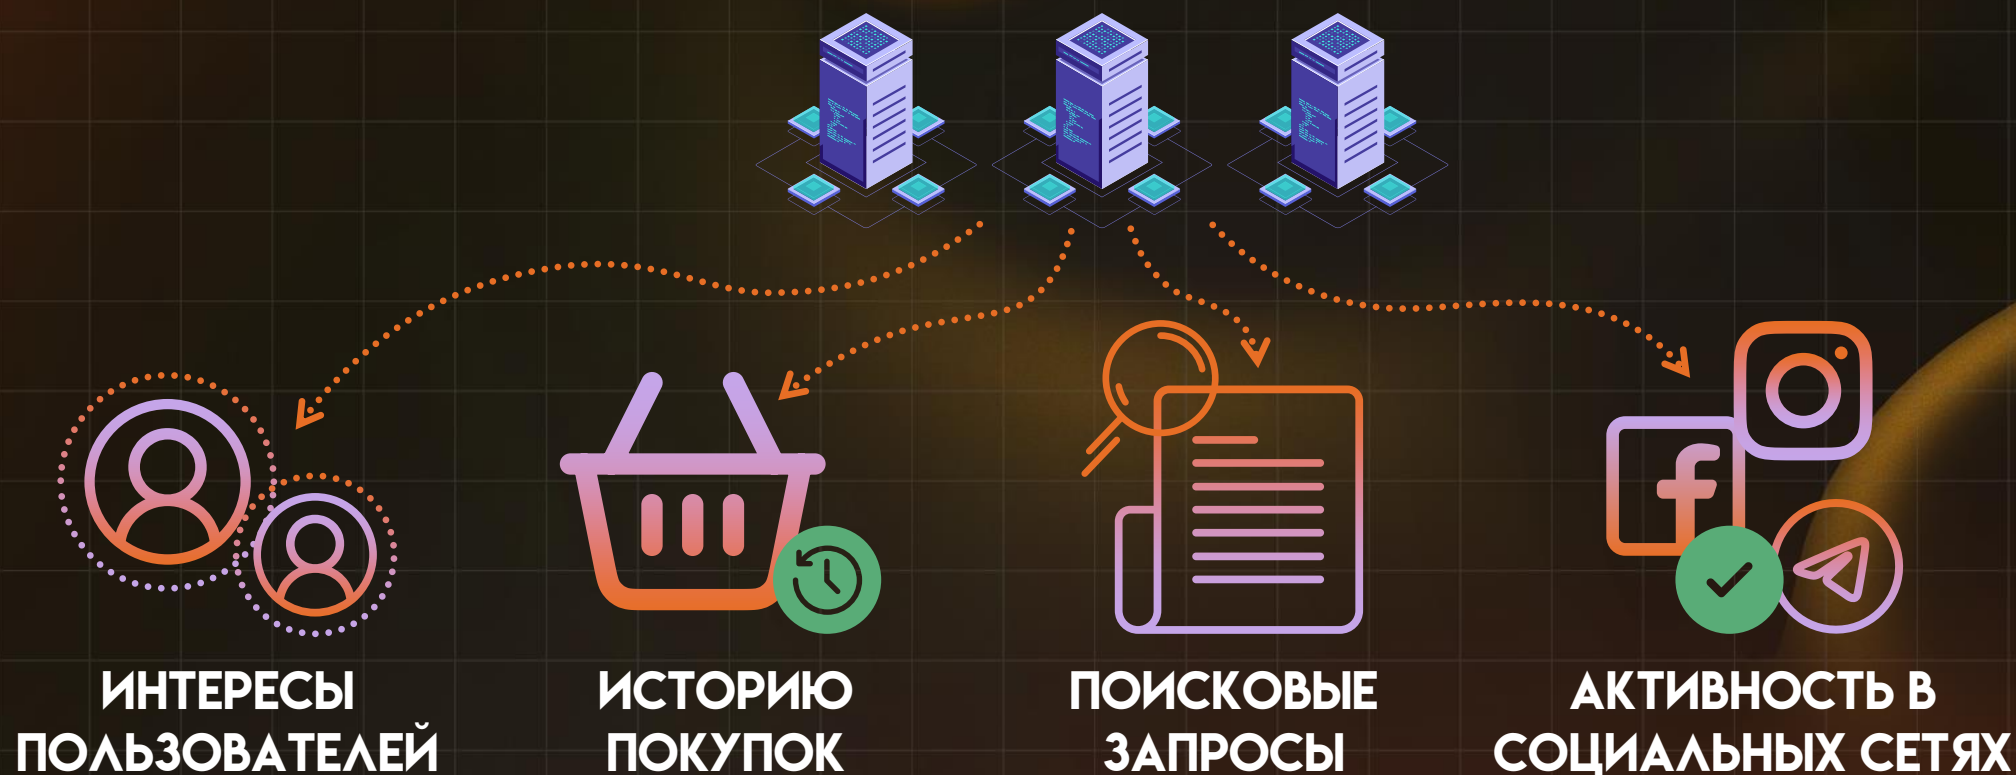 ИНТЕРЕСЫ
ПОЛЬЗОВАТЕЛЕЙ
ИСТОРИЮ
ПОКУПОК
ПОИСКОВЫЕ
ЗАПРОСЫ
АКТИВНОСТЬ В
СОЦИАЛЬНЫХ СЕТЯХ